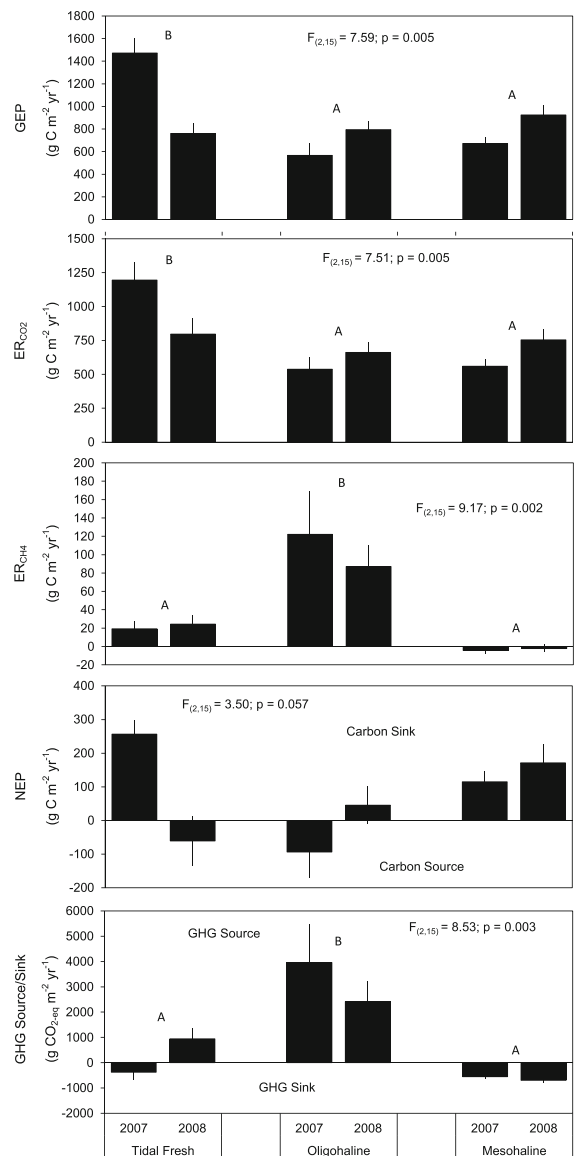 1800
1600
1400
1200
1000
800
600
400
200
0
GEP
(g C m-2 yr-1)
B
A
A
F(2,15) = 7.59; p = 0.005
1500
1250
1000
750
500
250
0
ERCO2
(g C m-2 yr-1)
B
A
A
F(2,15) = 7.51; p = 0.005
200
180
160
140
120
100
80
60
40
20
0
-20
ERCH4
(g C m-2 yr-1)
A
B
A
F(2,15) = 9.17; p = 0.002
400
300
200
100
0
-100
-200
NEP
(g C m-2 yr-1)
F(2,15) = 3.50; p = 0.057
Carbon Sink
Carbon Source
6000
5000
4000
3000
2000
1000
0
-1000
-2000
GHG Source/Sink
(g CO2-eq m-2 yr-1)
GHG Source
F(2,15) = 8.53; p = 0.003
A
B
A
GHG Sink
2007 2008 2007 2008 2007 2008
Tidal Fresh Oligohaline Mesohaline